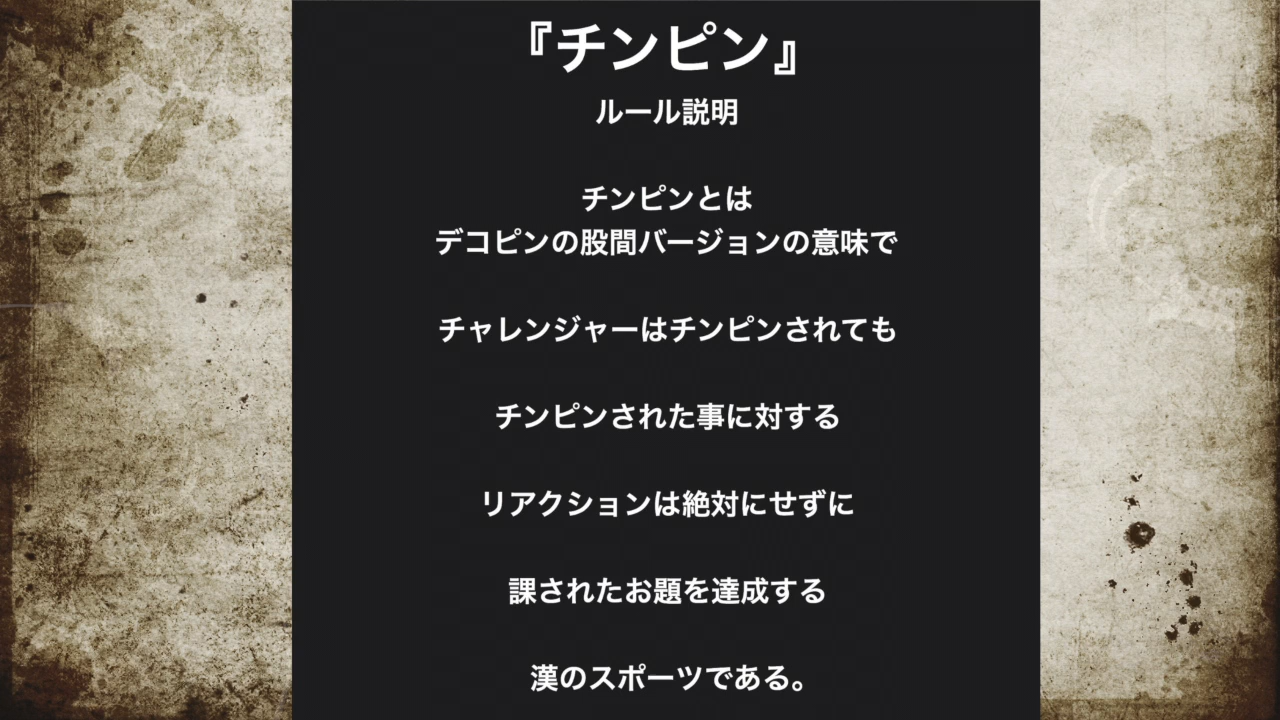 『チンピン』
ルール説明
チンピンとは
デコピンの股間バージョンの意味で
チャレンジャーはチンピンされても
チンピンされた事に対する
リアクションは絶対にせずに
課されたお題を達成する
漢のスポーツである。